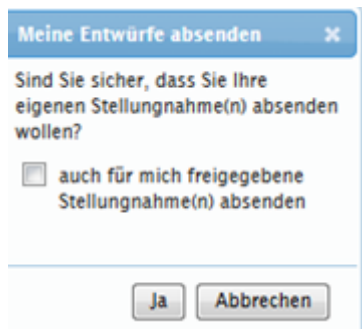 Meine Entwürfe absenden
Sind Sie sicher, dass Sie Ihre
eigenen Stellungnahme(n) absenden
wollen?
auch für mich freigegebene
Stellungnahme(n) absenden
Ja Abbrechen